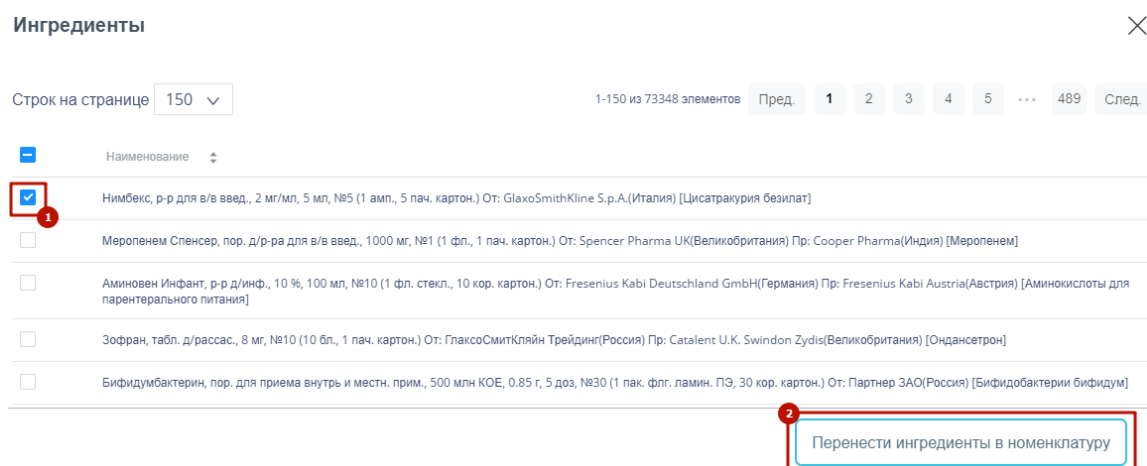 Ингредиенты
Строк на странице 150
1-150 из 73348 элементов Пред. 1 2 3 4 5 ••• 489 След.
Наименование
1
Нимбекс, р-р для в/в введ., 2 мг/мл, 5 мл, №5 (1 амп., 5 пач. картон.) От: GlaxoSmithKline S.p.A.(Италия) [Цисатракурия безилат]
Меропенем Спенсер, пор. д/р-ра для в/в введ., 1000 мг, №1 (1 фл., 1 пач. картон.) От: Spencer Pharma UK(Великобритания) Пр: Cooper Pharma(Индия) [Меропенем]
Аминовен Инфант, р-р д/инф., 10 %, 100 мл, №10 (1 фл. стекл., 10 кор. картон.) От: Fresenius Kabi Deutschland GmbH(Германия) Пр: Fresenius Kabi Austria(Австрия) [Аминокислоты для
парентерального питания]
Зофран, табл. д/рассас., 8 мг, №10 (10 бл., 1 пач. картон.) От: ГлаксоСмитКляйн Трейдинг(Россия) Пр: Catalent U.K. Swindon Zydis(Великобритания) [Ондансетрон]
Бифидумбактерин, пор. для приема внутрь и местн. прим., 500 млн КОЕ, 0.85 г, 5 доз, №30 (1 пак. флг. ламин. ПЭ, 30 кор. картон.) От: Партнер ЗАО(Россия) [Бифидобактерии бифидум]
2
Перенести ингредиенты в номенклатуру